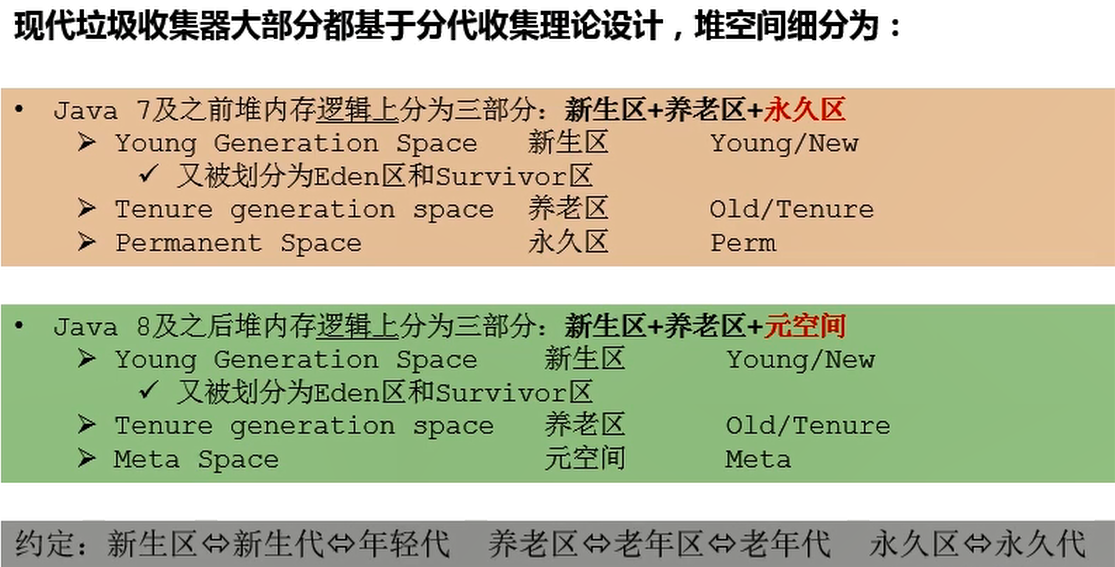 现代垃圾收集器大部分都基于分代收集理论设计，堆空间细分为：
• Java 7及之前堆内存逻辑上分为三部分：新生区+养老区+永久区
➢ Young Generation Space 新生区 Young/New
✓ 又被划分为Eden区和Survivor区
➢ Tenure generation space 养老区 Old/Tenure
➢ Permanent Space 永久区 Perm
• Java 8及之后堆内存逻辑上分为三部分：新生区+养老区+元空间
➢ Young Generation Space 新生区 Young/New
✓ 又被划分为Eden区和Survivor区
➢ Tenure generation space 养老区 Old/Tenure
➢ Meta Space 元空间 Meta
约定：新生区⇔新生代⇔年轻代 养老区⇔老年区⇔老年代 永久区⇔永久代